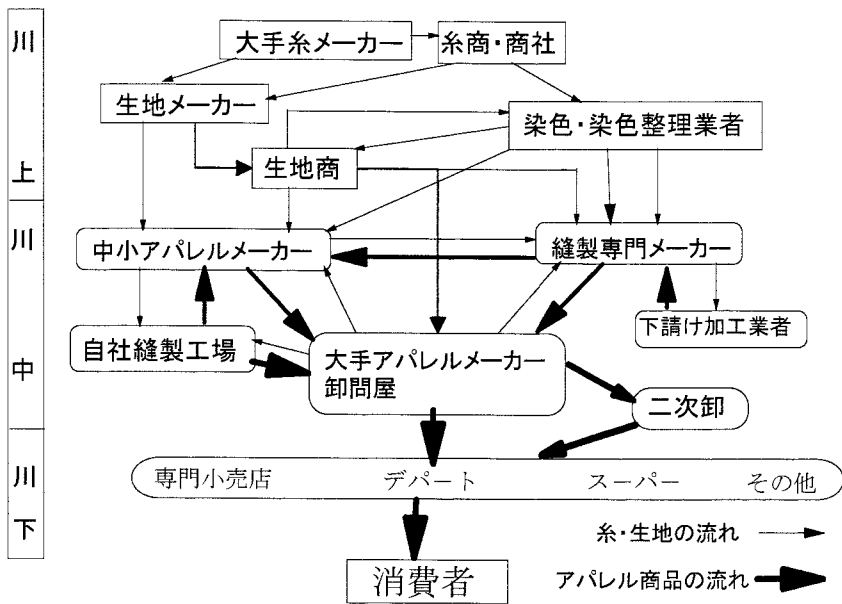 川
上
川
中
川
下
大手糸メーカー
糸商・商社
生地メーカー
染色・染色整理業者
生地商
中小アパレルメーカー
縫製専門メーカー
下請け加工業者
自社縫製工場
大手アパレルメーカー
卸問屋
二次卸
専門小売店 デパート スーパー その他
糸・生地の流れ
アパレル商品の流れ
消費者